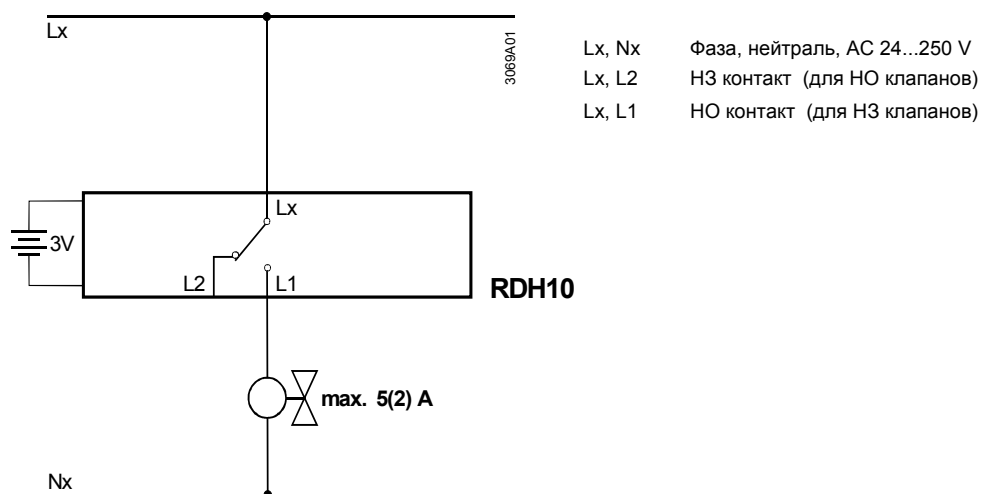 Lx
3069A01
Lx, Nx Фаза, нейтраль, AC 24...250 V
Lx, L2 НЗ контакт (для НО клапанов)
Lx, L1 НО контакт (для НЗ клапанов)
Lx
3V
L2 L1
RDH10
max. 5(2) A
Nx